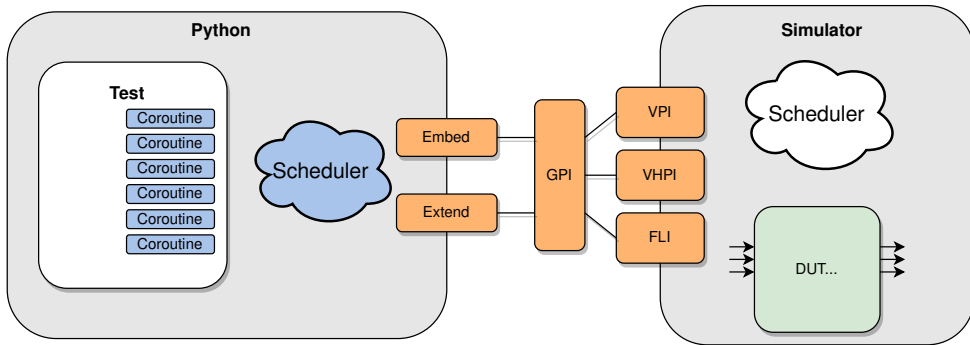 Python
Test
Coroutine
Coroutine
Coroutine
Coroutine
Coroutine
Coroutine
Scheduler
Embed
Extend
GPI
Simulator
VPI
VHPI
FLI
Scheduler
DUT...